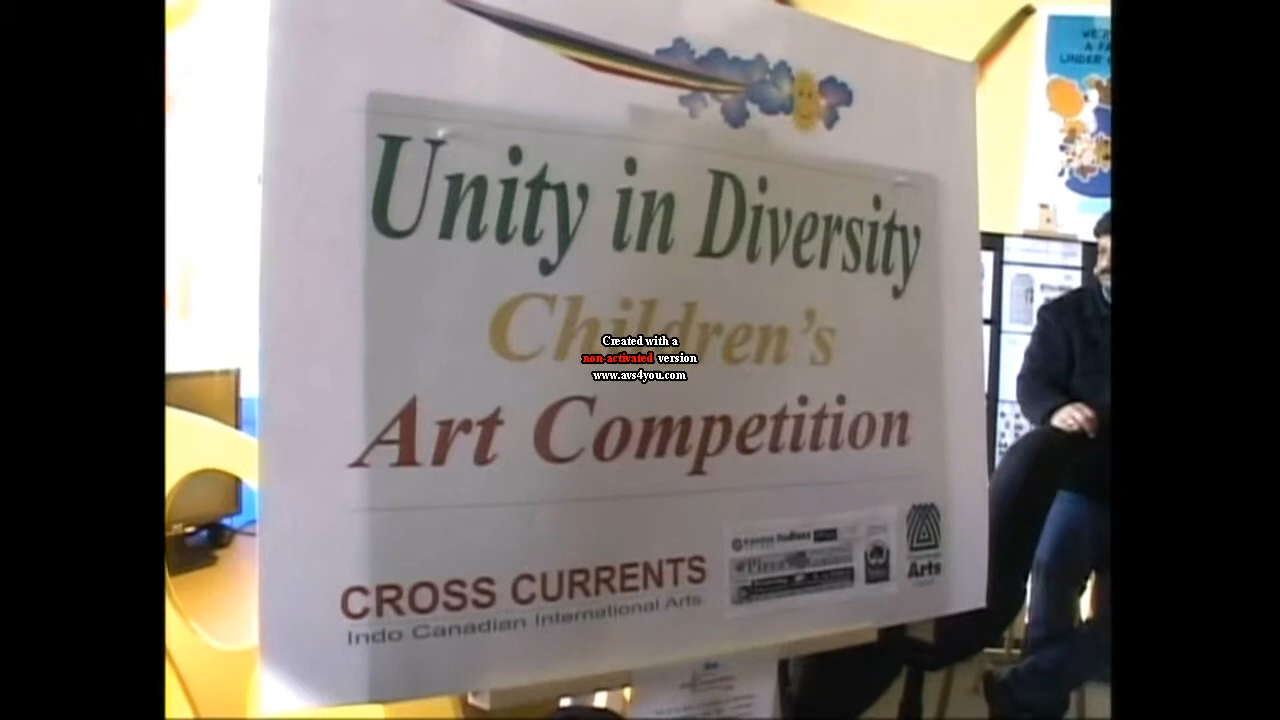 Unity in Diversity
Children's
Art Competition
Created with a
non-activated version
www.avs4you.com
CROSS CURRENTS
Indo Canadian International Arts
Arts